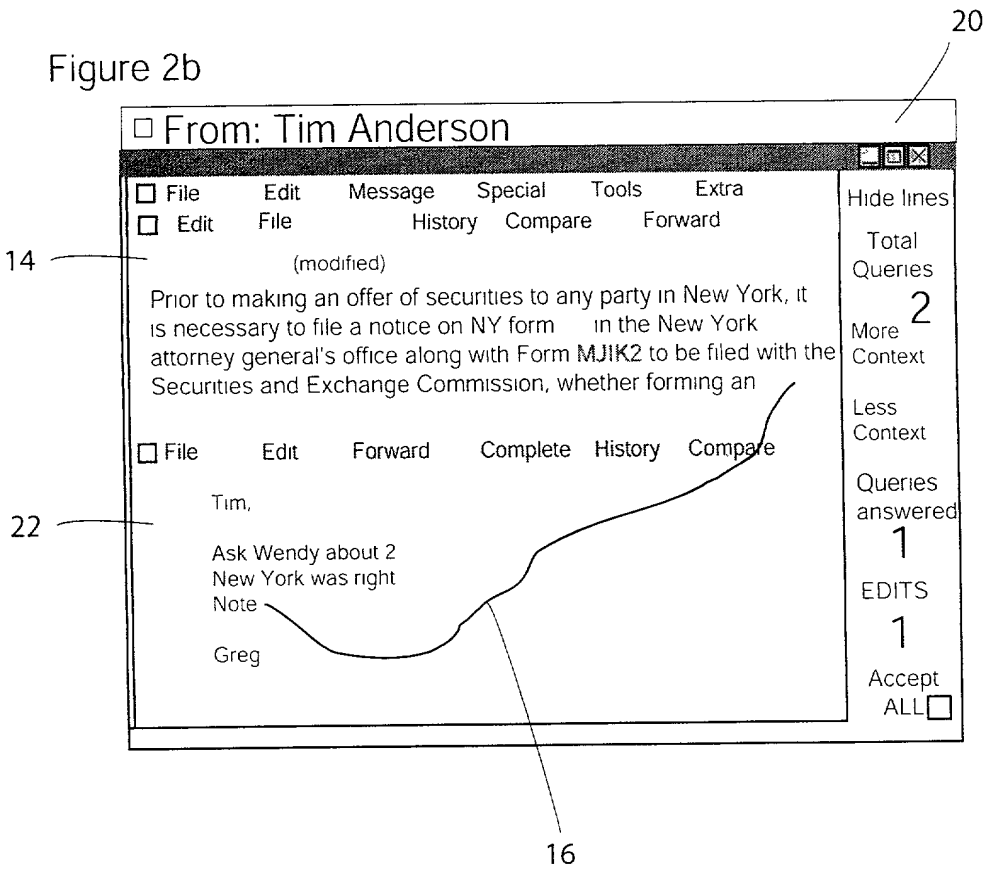 20
Figure 2b
From: Tim Anderson
File Edit Message Special Tools Extra
Edit File History Compare Forward
14
(modified)
Prior to making an offer of securities to any party in New York, it
is necessary to file a notice on NY form in the New York
attorney general's office along with Form MJIK2 to be filed with the
Securities and Exchange Commission, whether forming an
File Edit Forward Complete History Compare
22
Tim,
Ask Wendy about 2
New York was right
Note
Greg
Hide lines
Total
Queries
2
More
Context
Less
Context
Queries
answered
1
EDITS
1
Accept
ALL
16